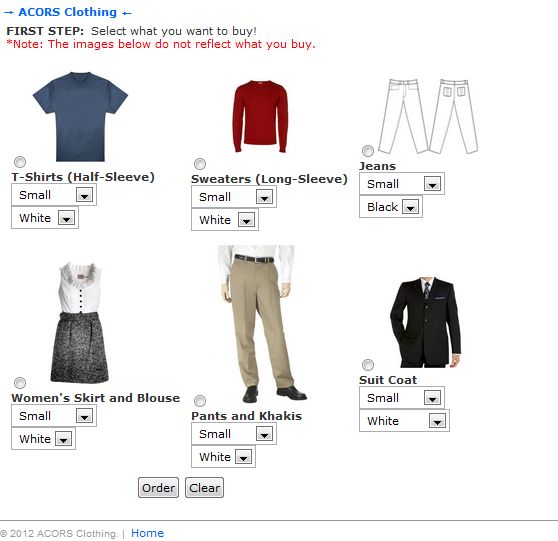 → ACORS Clothing ←
FIRST STEP: Select what you want to buy!
*Note: The images below do not reflect what you buy.
T-Shirts (Half-Sleeve)
Small
White
Sweaters (Long-Sleeve)
Small
White
Jeans
Small
Black
Women's Skirt and Blouse
Small
White
Pants and Khakis
Small
White
Suit Coat
Small
White
Order Clear
© 2012 ACORS Clothing. | Home